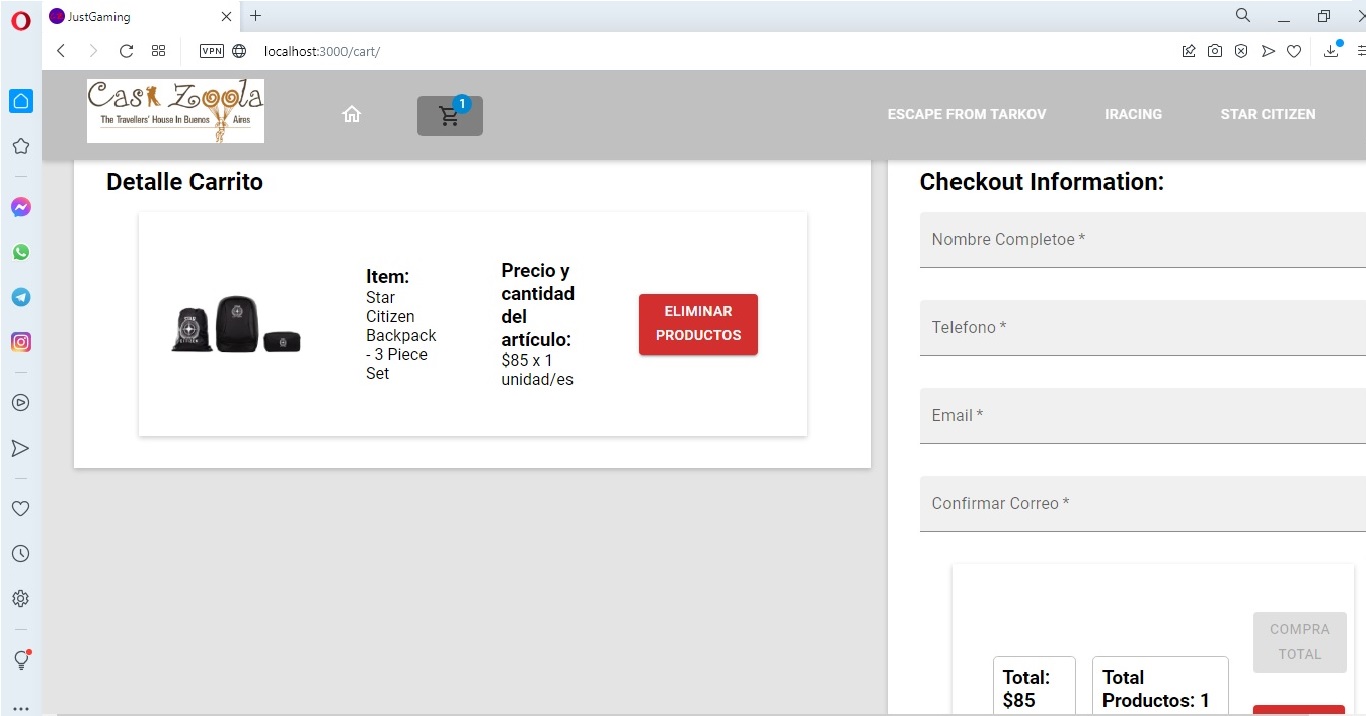 JustGaming
VPN
localhost:3000/cart/
Casa Zoola
The Travellers' House In Buenos Aires
1
ESCAPE FROM TARKOV
IRACING
STAR CITIZEN
Detalle Carrito
Item:
Star
Citizen
Backpack
- 3 Piece
Set
Precio y
cantidad
del
artículo:
$85 x 1
unidad/es
ELIMINAR
PRODUCTOS
Checkout Information:
Nombre Completoe *
Telefono *
Email *
Confirmar Correo *
Total:
$85
Total
Productos: 1
COMPRA
TOTAL